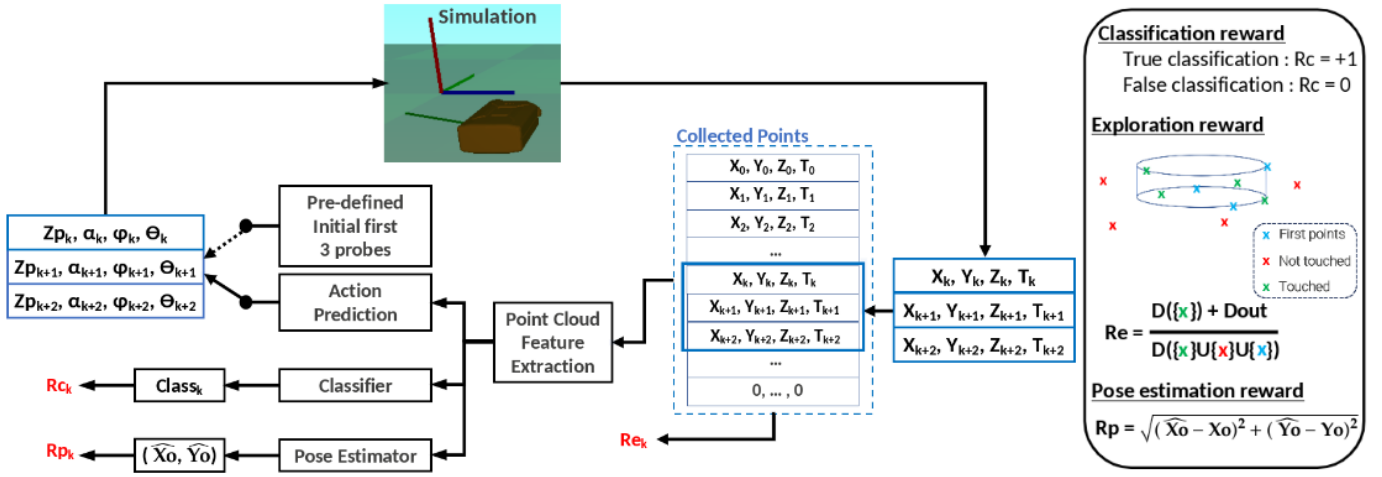 Simulation
Pre-defined
Initial first
3 probes
Zpₖ, αₖ, φₖ, Ɵₖ
Zpₖ₊₁, αₖ₊₁, φₖ₊₁, Ɵₖ₊₁
Zpₖ₊₂, αₖ₊₂, φₖ₊₂, Ɵₖ₊₂
Action
Prediction
Point Cloud
Feature
Extraction
Classifier
Classₖ
Rcₖ
Pose Estimator
(X̂o, Ŷo)
Rpₖ
Collected Points
X₀, Y₀, Z₀, T₀
X₁, Y₁, Z₁, T₁
X₂, Y₂, Z₂, T₂
...
Xₖ, Yₖ, Zₖ, Tₖ
Xₖ₊₁, Yₖ₊₁, Zₖ₊₁, Tₖ₊₁
Xₖ₊₂, Yₖ₊₂, Zₖ₊₂, Tₖ₊₂
...
0, ... , 0
Reₖ
Xₖ, Yₖ, Zₖ, Tₖ
Xₖ₊₁, Yₖ₊₁, Zₖ₊₁, Tₖ₊₁
Xₖ₊₂, Yₖ₊₂, Zₖ₊₂, Tₖ₊₂
Classification reward
True classification : Rc = +1
False classification : Rc = 0
Exploration reward
x First points
x Not touched
x Touched
Re = D({x}) + Dout / D({x}U{x}U{x})
Pose estimation reward
Rp = √(X̂o − Xo)² + (Ŷo − Yo)²